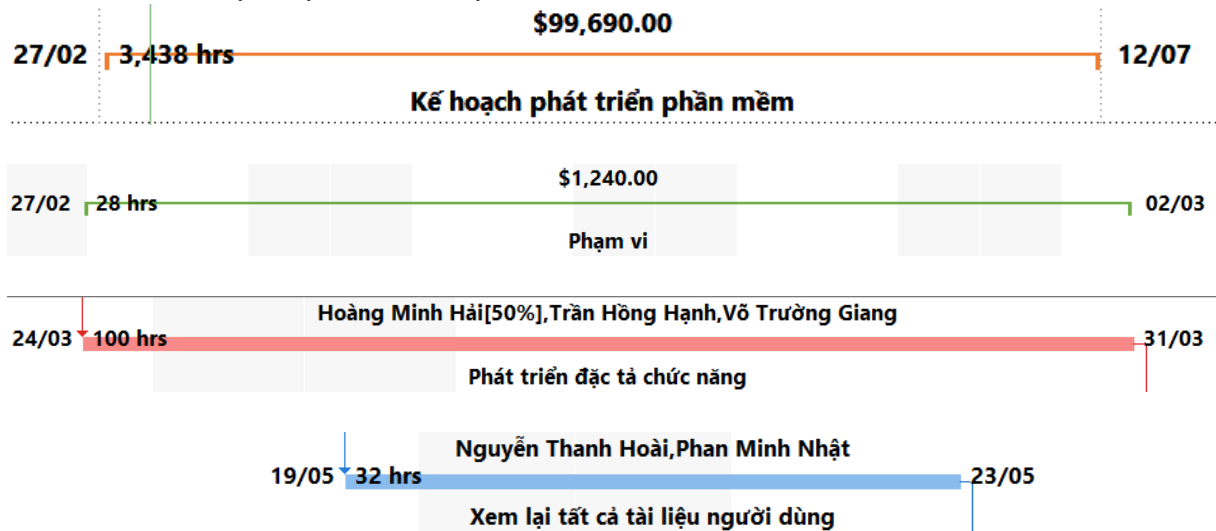 $99,690.00
27/02 3,438 hrs 12/07
Kế hoạch phát triển phần mềm
$1,240.00
27/02 28 hrs 02/03
Phạm vi
Hoàng Minh Hải[50%],Trần Hồng Hạnh,Võ Trường Giang
24/03 100 hrs 31/03
Phát triển đặc tả chức năng
Nguyễn Thanh Hoài,Phan Minh Nhật
19/05 32 hrs 23/05
Xem lại tất cả tài liệu người dùng